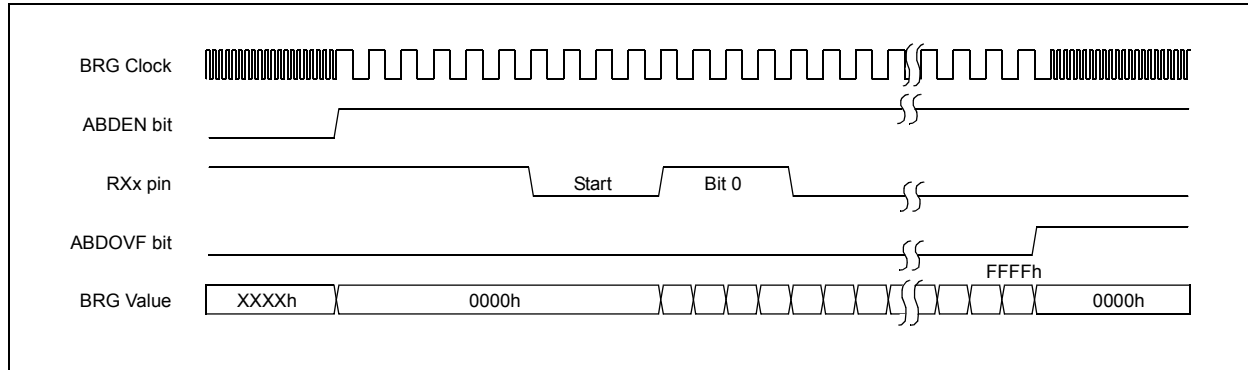 BRG Clock
ABDEN bit
RXx pin
Start
Bit 0
ABDOVF bit
FFFFh
BRG Value
XXXXh
0000h
0000h